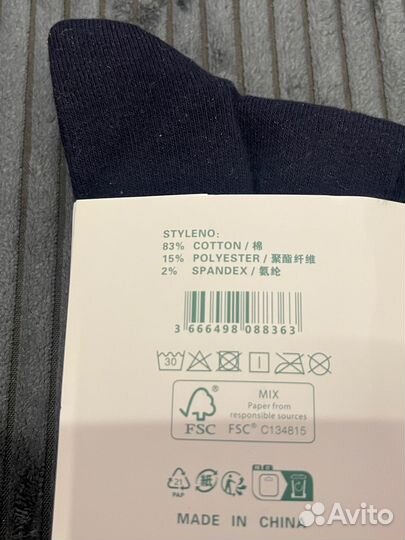 STYLENO:
83% COTTON / 棉
15% POLYESTER / 聚酯纤维
2% SPANDEX / 氨纶
3 666498 088363
30
MIX
Paper from
responsible sources
FSC
FSC® C134815
21
PAP
紙
MADE IN CHINA
Avito